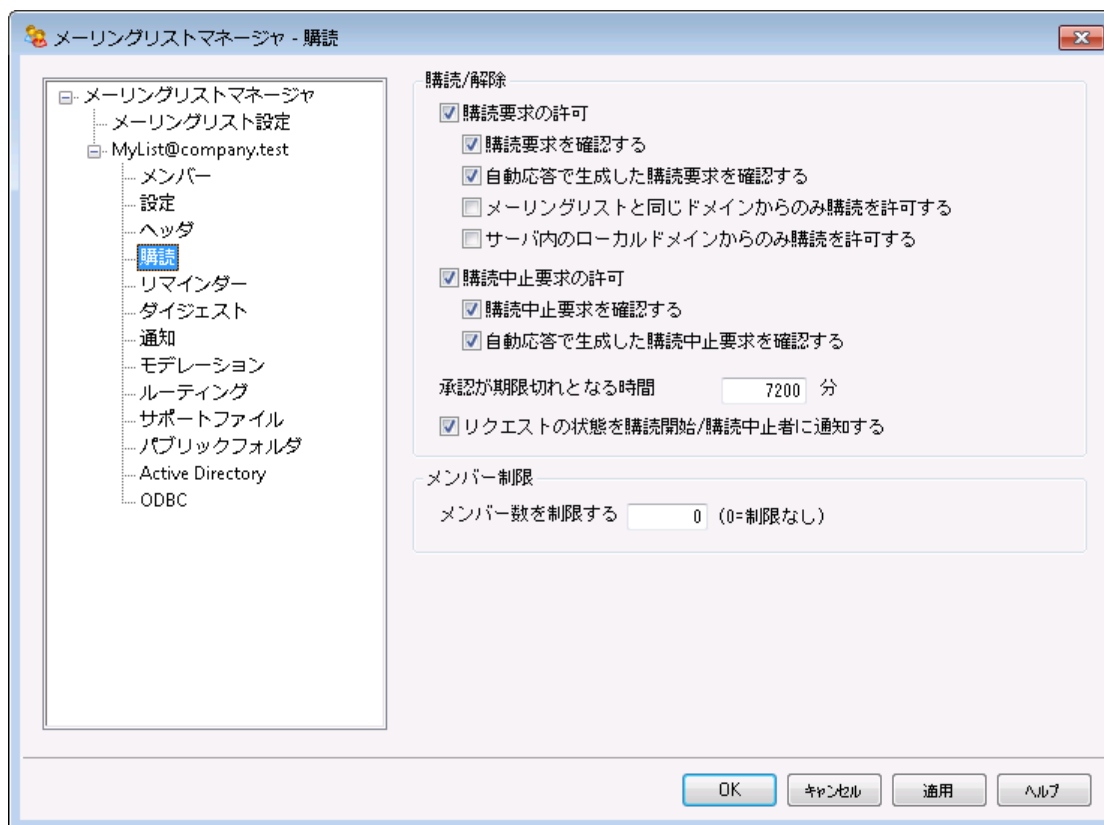 メーリングリストマネージャ - 購読
メーリングリストマネージャ
メーリングリスト設定
MyList@company.test
メンバー
設定
ヘッダ
購読
リマインダー
ダイジェスト
通知
モデレーション
ルーティング
サポートファイル
パブリックフォルダ
Active Directory
ODBC
購読/解除
購読要求の許可
購読要求を確認する
自動応答で生成した購読要求を確認する
メーリングリストと同じドメインからのみ購読を許可する
サーバ内のローカルドメインからのみ購読を許可する
購読中止要求の許可
購読中止要求を確認する
自動応答で生成した購読中止要求を確認する
承認が期限切れとなる時間 7200 分
リクエストの状態を購読開始/購読中止者に通知する
メンバー制限
メンバー数を制限する 0 (0=制限なし)
OK キャンセル 適用 ヘルプ